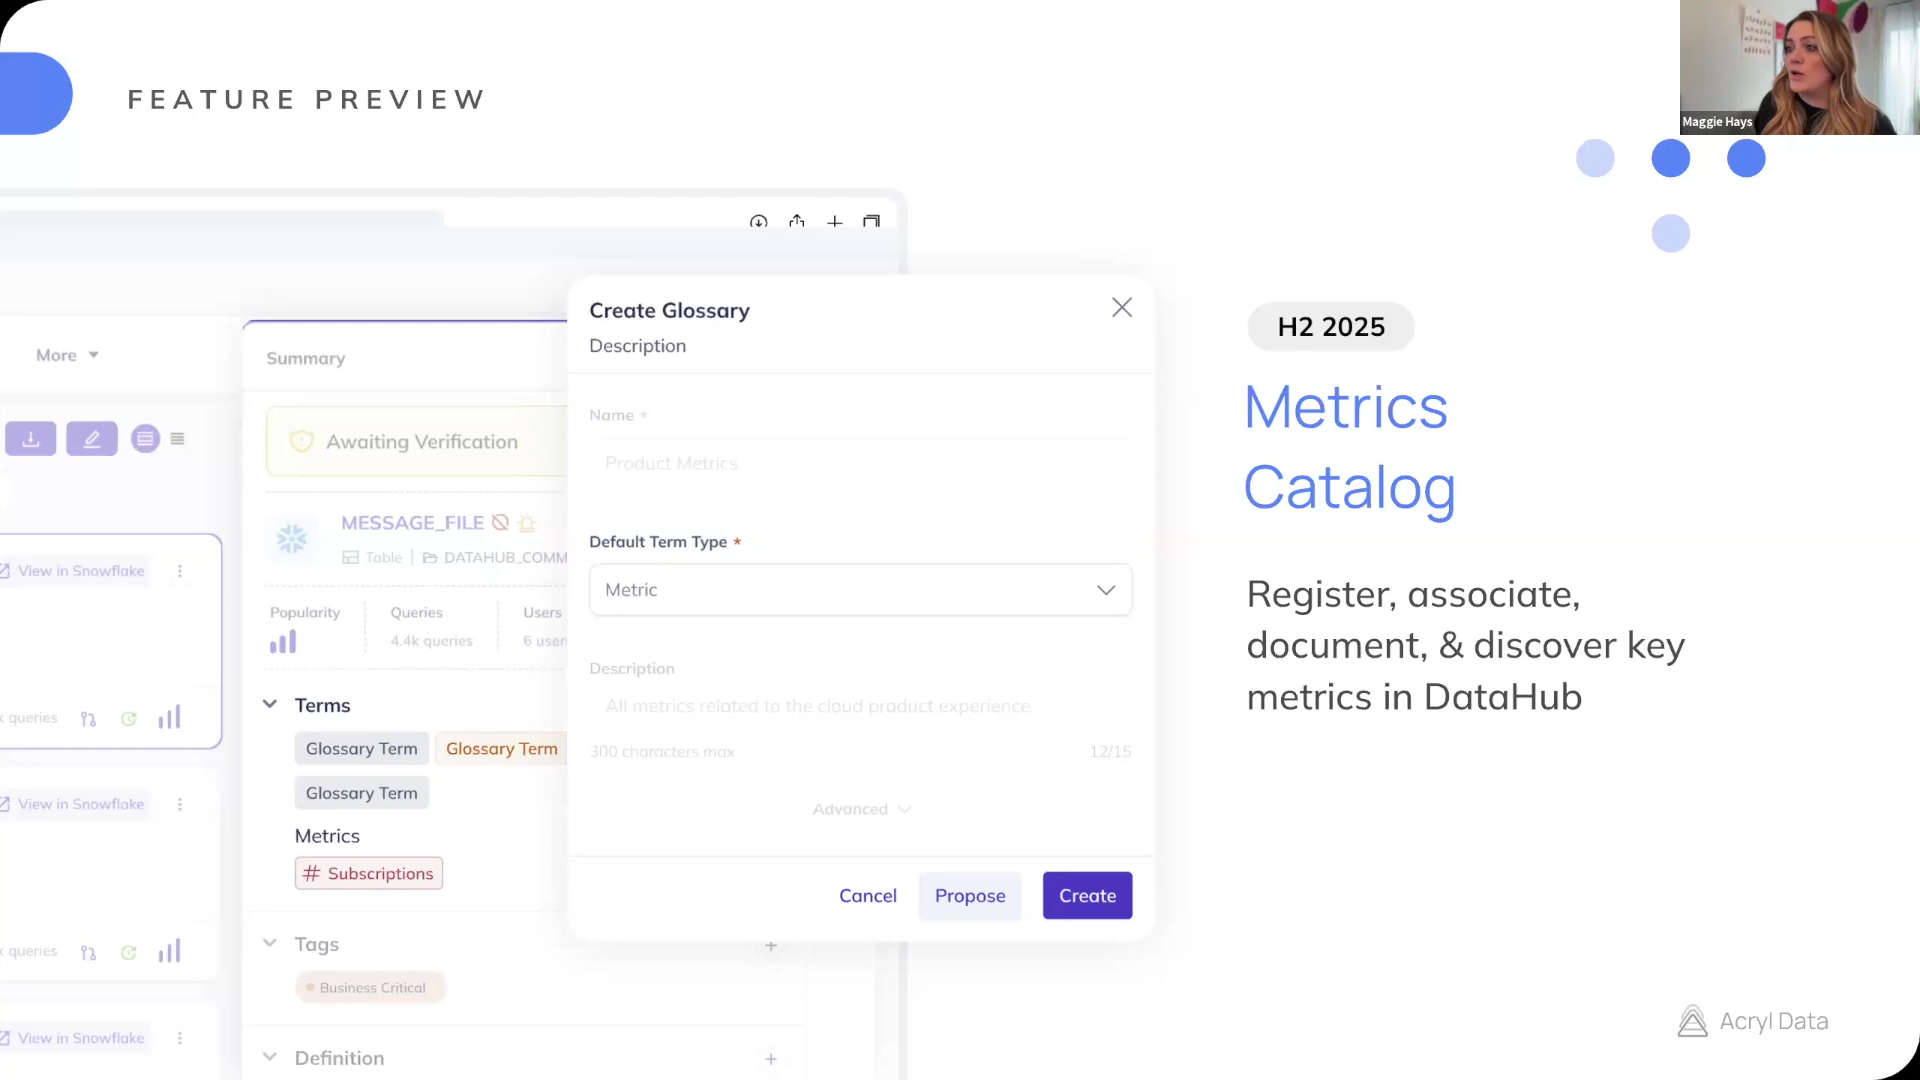 FEATURE PREVIEW
Maggie Hays
More
Summary
Awaiting Verification
MESSAGE_FILE
Table
DATAHUB_COMM
Popularity
Queries
Users
4.4k queries
View in Snowflake
queries
Terms
Glossary Term
Glossary Term
Glossary Term
Metrics
# Subscriptions
View in Snowflake
queries
Tags
+
Business Critical
View in Snowflake
Definition
+
Create Glossary
Description
Name *
Product Metrics
Default Term Type *
Metric
Description
All metrics related to the cloud product experience
300 characters max
12/15
Advanced
Cancel
Propose
Create
H2 2025
Metrics
Catalog
Register, associate,
document, & discover key
metrics in DataHub
Acryl Data